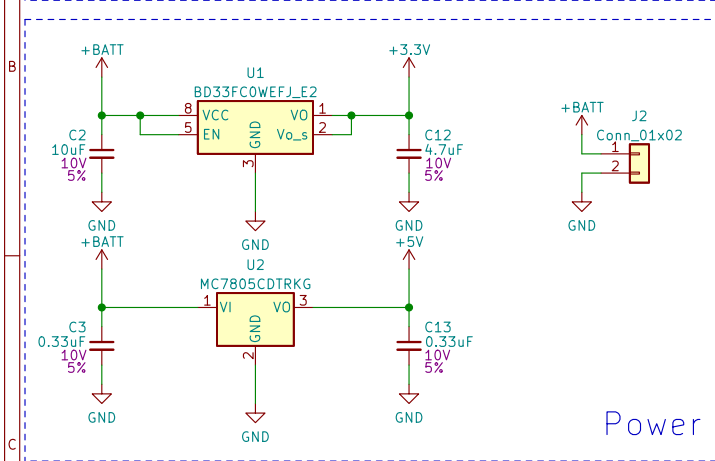 B
+BATT
U1
BD33FC0WEFJ_E2
8 VCC VO 1
5 EN Vo_s 2
GND
3
C2
10uF
10V
5%
GND
GND
+3.3V
C12
4.7uF
10V
5%
GND
+BATT
J2
Conn_01x02
1
2
GND
+BATT
U2
MC7805CDTRKG
1 VI VO 3
GND
2
C3
0.33uF
10V
5%
GND
GND
+5V
C13
0.33uF
10V
5%
GND
Power
C